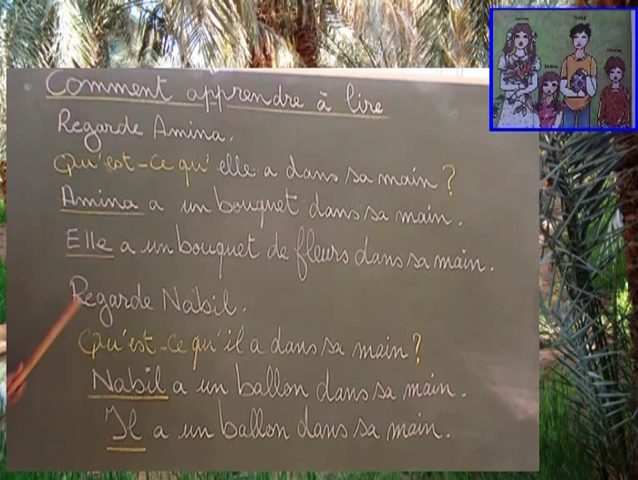 Comment apprendre à lire
Regarde Amina.
Qu'est-ce qu'elle a dans sa main ?
Amina a un bouquet dans sa main.
Elle a un bouquet de fleurs dans sa main.
Regarde Nabil.
Qu'est-ce qu'il a dans sa main ?
Nabil a un ballon dans sa main.
Il a un ballon dans sa main.